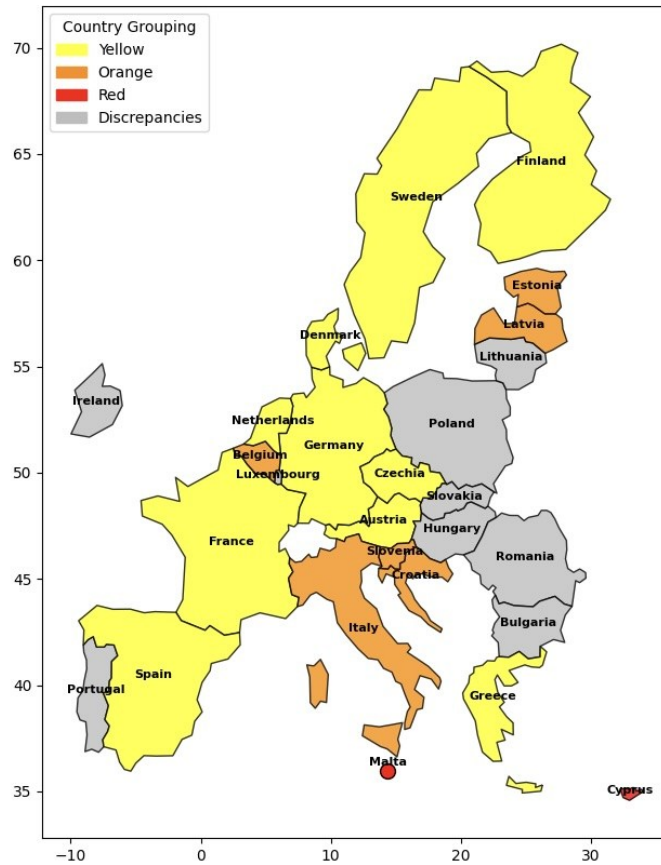 Country Grouping
Yellow
Orange
Red
Discrepancies
70
65
60
55
50
45
40
35
Finland
Sweden
Estonia
Latvia
Denmark
Lithuania
Ireland
Netherlands
Poland
Germany
Belgium
Luxembourg
Czechia
Slovakia
Austria
Hungary
France
Slovenia
Romania
Croatia
Italy
Bulgaria
Spain
Portugal
Greece
Malta
Cyprus
−10
0
10
20
30